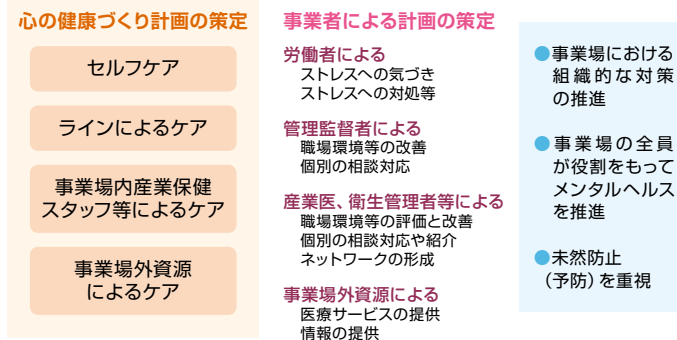 心の健康づくり計画の策定
セルフケア
ラインによるケア
事業場内産業保健
スタッフ等によるケア
事業場外資源
によるケア
事業者による計画の策定
労働者による
ストレスへの気づき
ストレスへの対処等
管理監督者による
職場環境等の改善
個別の相談対応
産業医、衛生管理者等による
職場環境等の評価と改善
個別の相談対応や紹介
ネットワークの形成
事業場外資源による
医療サービスの提供
情報の提供
●事業場における
組織的な対策
の推進
●事業場の全員
が役割をもって
メンタルヘルス
を推進
●未然防止
（予防）を重視